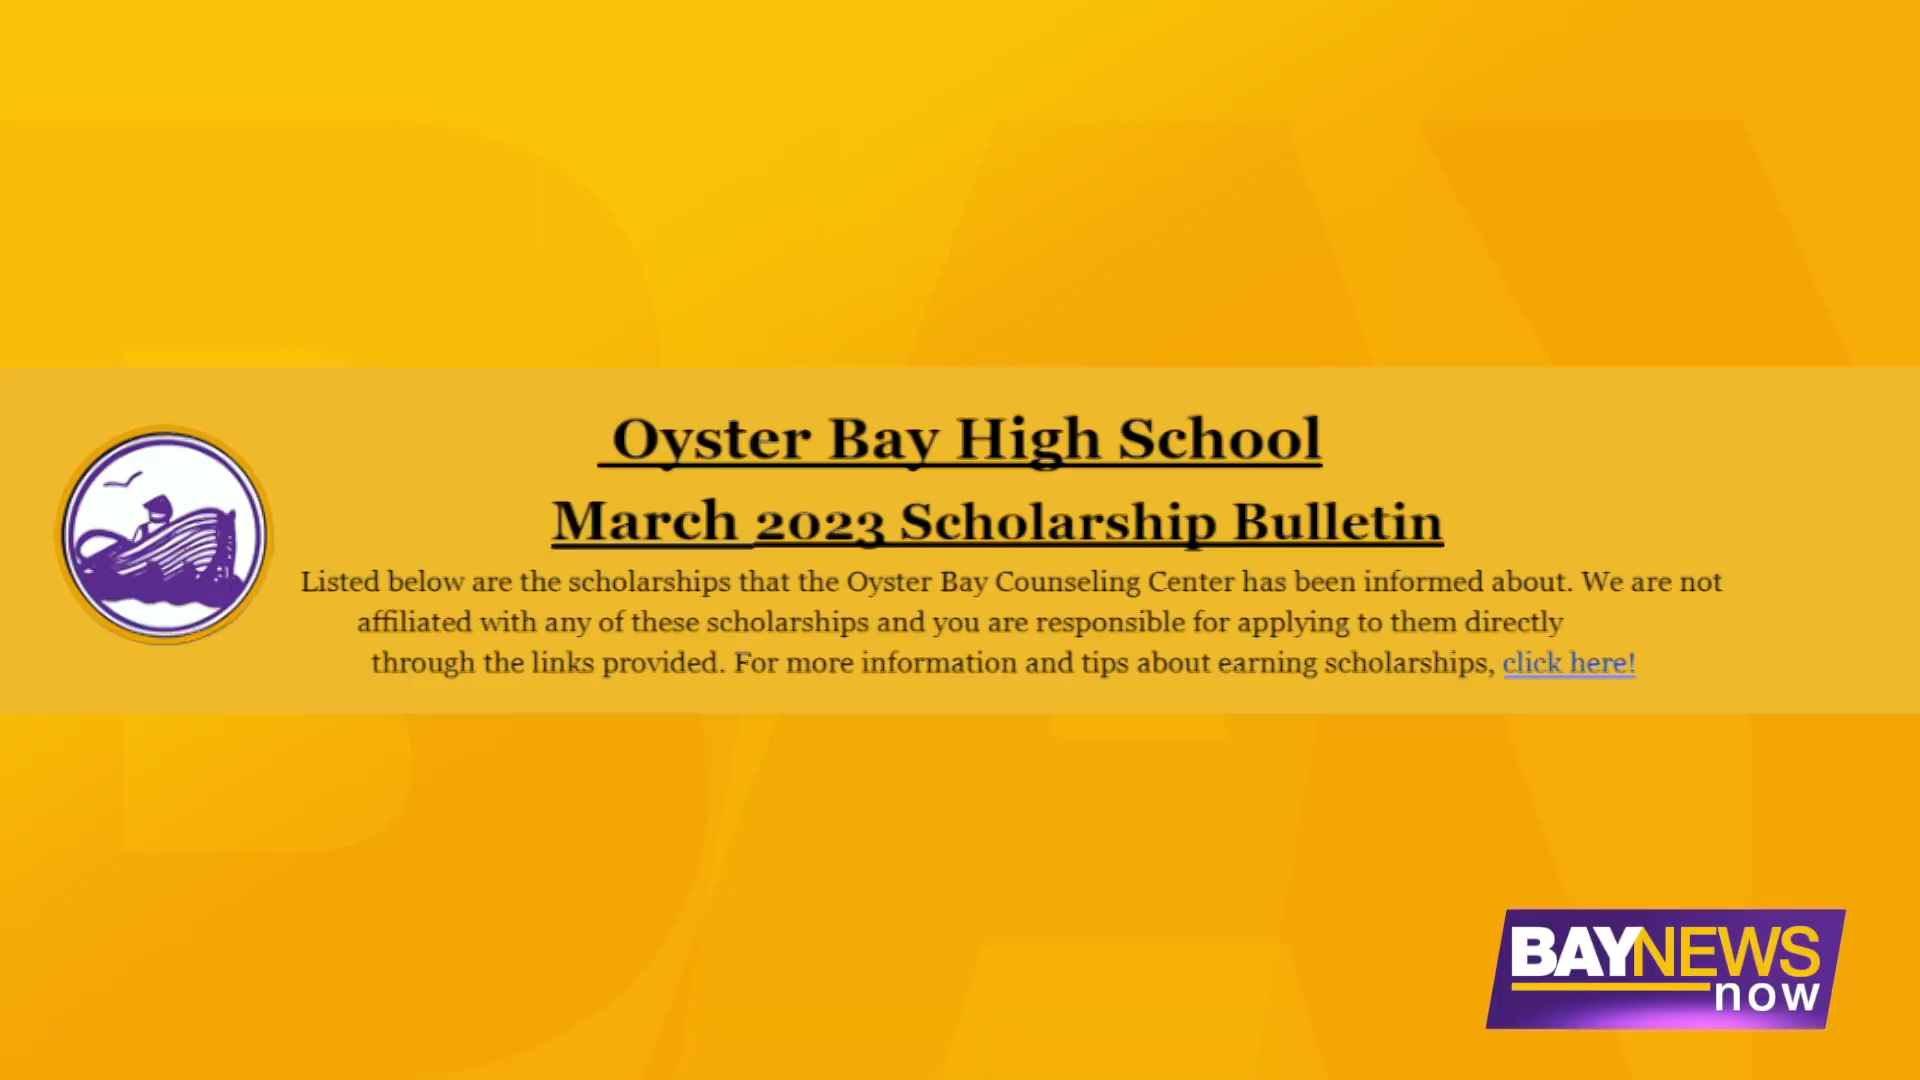 Oyster Bay High School
March 2023 Scholarship Bulletin
Listed below are the scholarships that the Oyster Bay Counseling Center has been informed about. We are not
affiliated with any of these scholarships and you are responsible for applying to them directly
through the links provided. For more information and tips about earning scholarships, click here!
BAYNEWS
now